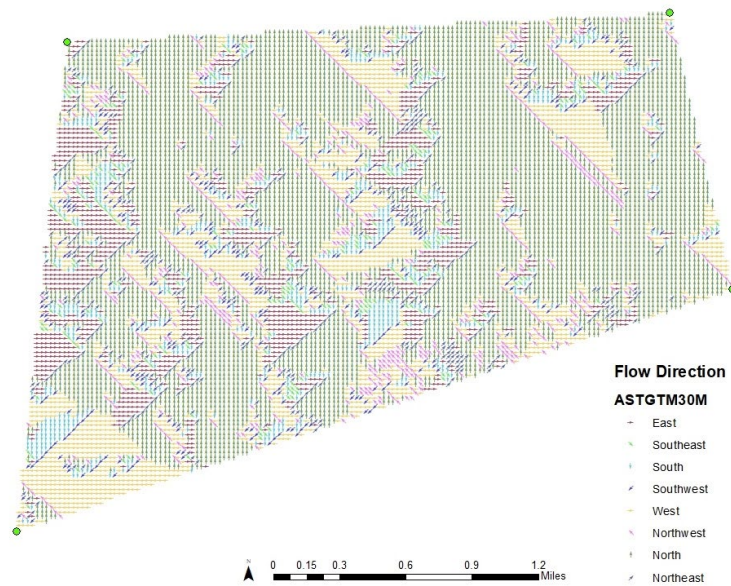 Flow Direction
ASTGTM30M
East
Southeast
South
Southwest
West
Northwest
North
Northeast
N
0 0.15 0.3 0.6 0.9 1.2
Miles